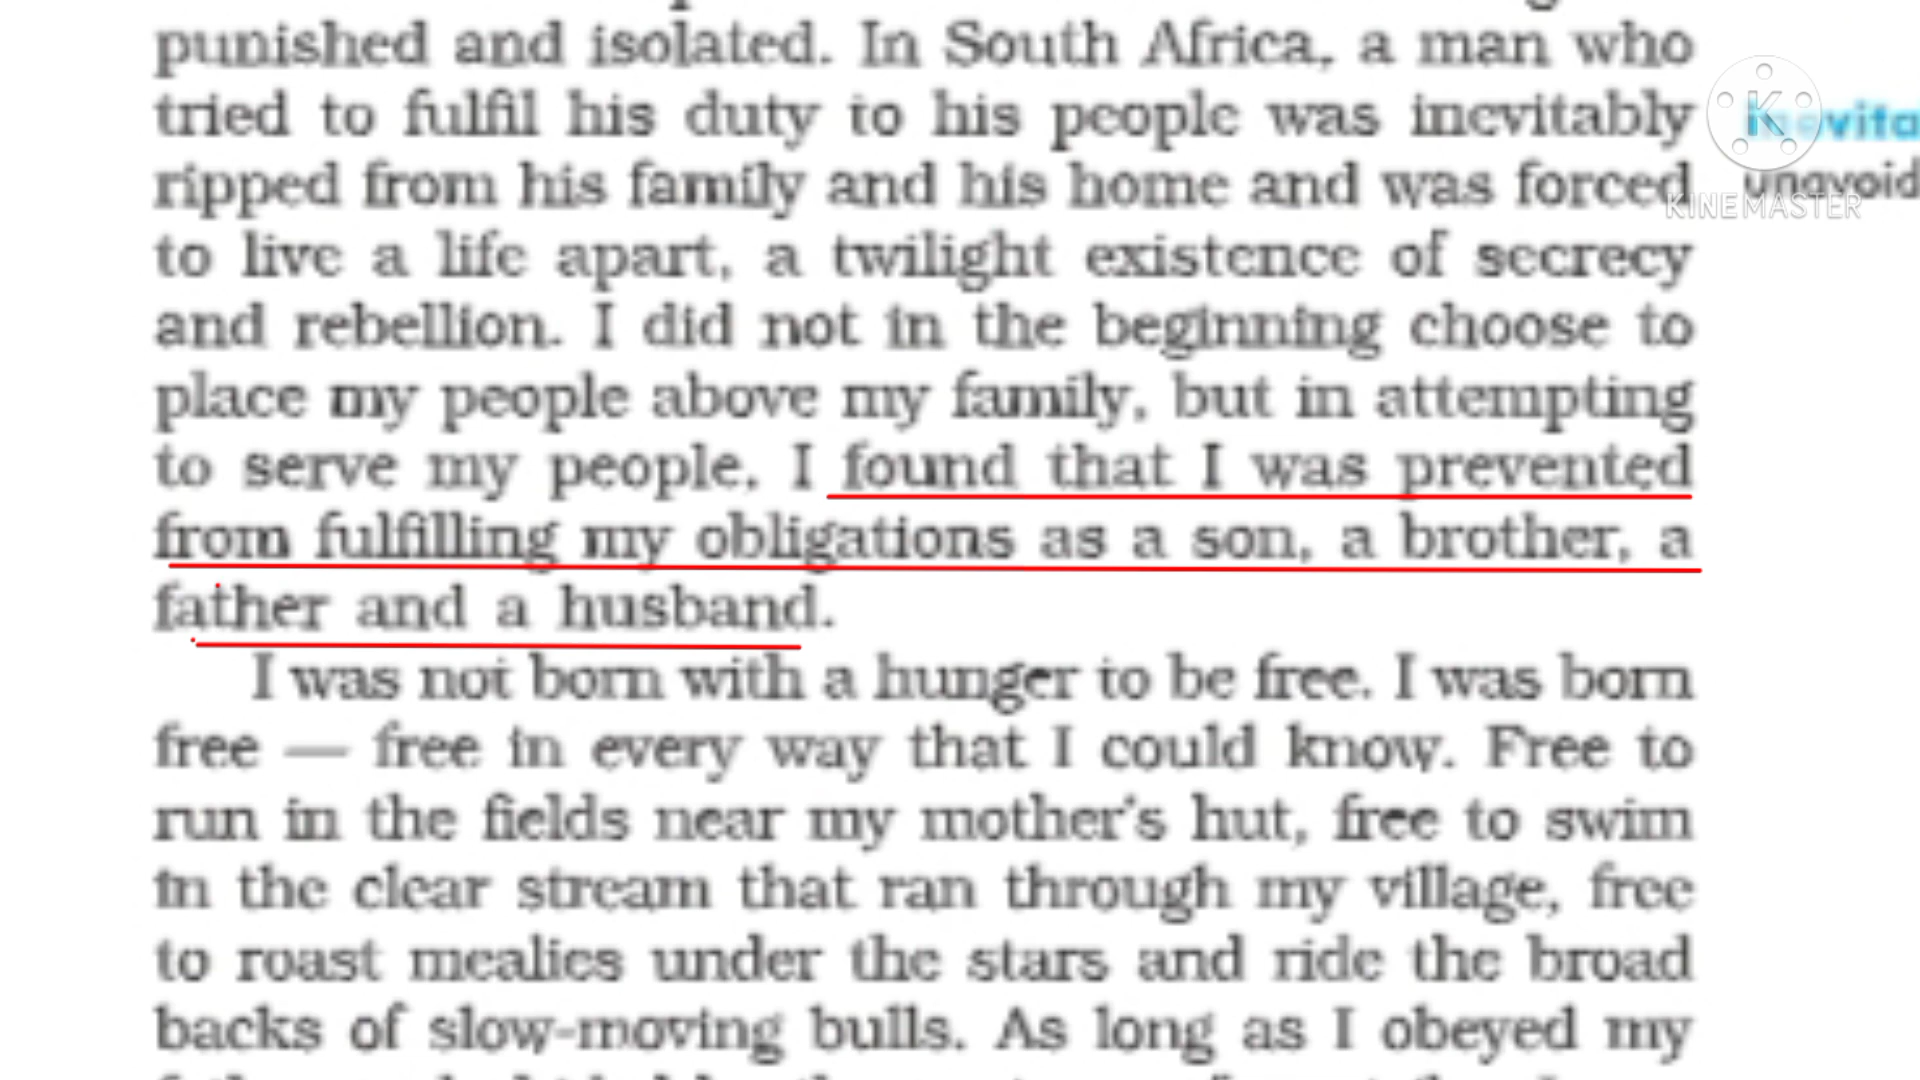 punished and isolated. In South Africa, a man who
tried to fulfil his duty to his people was inevitably
ripped from his family and his home and was forced
to live a life apart, a twilight existence of secrecy
and rebellion. I did not in the beginning choose to
place my people above my family, but in attempting
to serve my people, I found that I was prevented
from fulfilling my obligations as a son, a brother, a
father and a husband.
I was not born with a hunger to be free. I was born
free — free in every way that I could know. Free to
run in the fields near my mother's hut, free to swim
in the clear stream that ran through my village, free
to roast mealies under the stars and ride the broad
backs of slow-moving bulls. As long as I obeyed my
K
KINEMASTER
unavoid